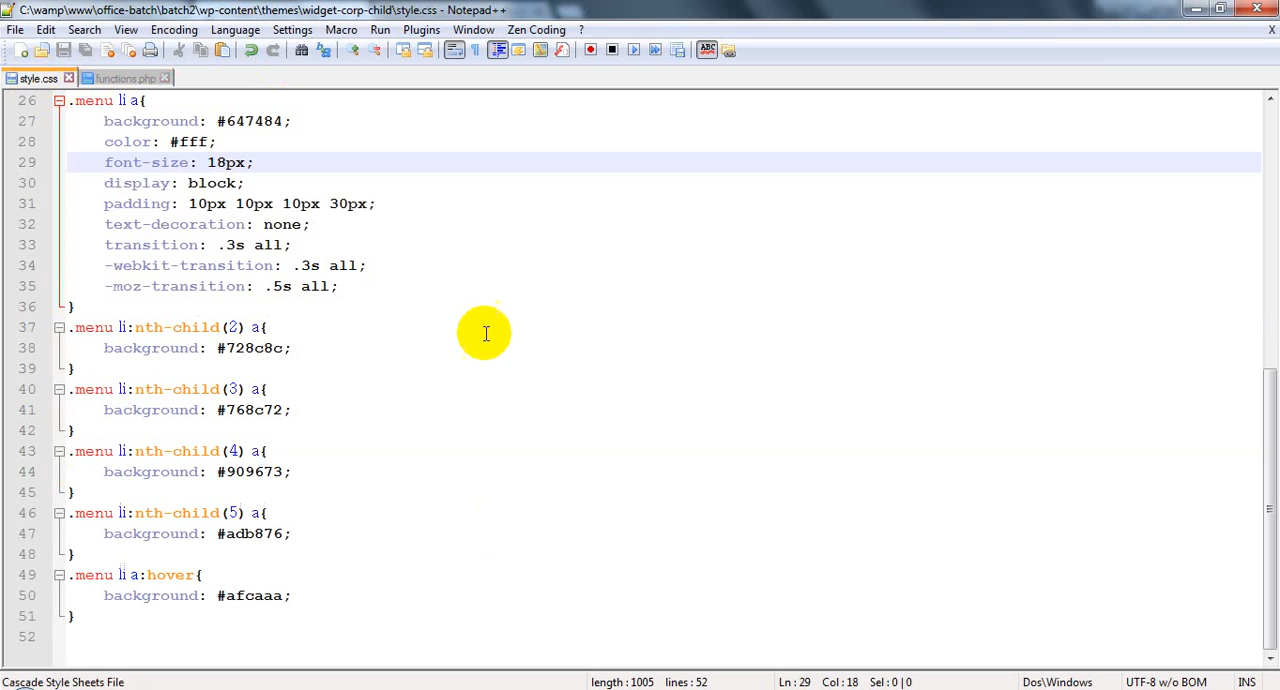 C:\wamp\www\office-batch\batch2\wp-content\themes\widget-corp-child\style.css - Notepad++
File Edit Search View Encoding Language Settings Macro Run Plugins Window Zen Coding ? X
ABC
style.css functions.php
26 .menu li a{
27 background: #647484;
28 color: #fff;
29 font-size: 18px;
30 display: block;
31 padding: 10px 10px 10px 30px;
32 text-decoration: none;
33 transition: .3s all;
34 -webkit-transition: .3s all;
35 -moz-transition: .5s all;
36 }
37 .menu li:nth-child(2) a{
38 background: #728c8c;
39 }
40 .menu li:nth-child(3) a{
41 background: #768c72;
42 }
43 .menu li:nth-child(4) a{
44 background: #909673;
45 }
46 .menu li:nth-child(5) a{
47 background: #adb876;
48 }
49 .menu li a:hover{
50 background: #afcaaa;
51 }
52
Cascade Style Sheets File length : 1005 lines : 52 Ln : 29 Col : 18 Sel : 0 | 0 Dos\Windows UTF-8 w/o BOM INS